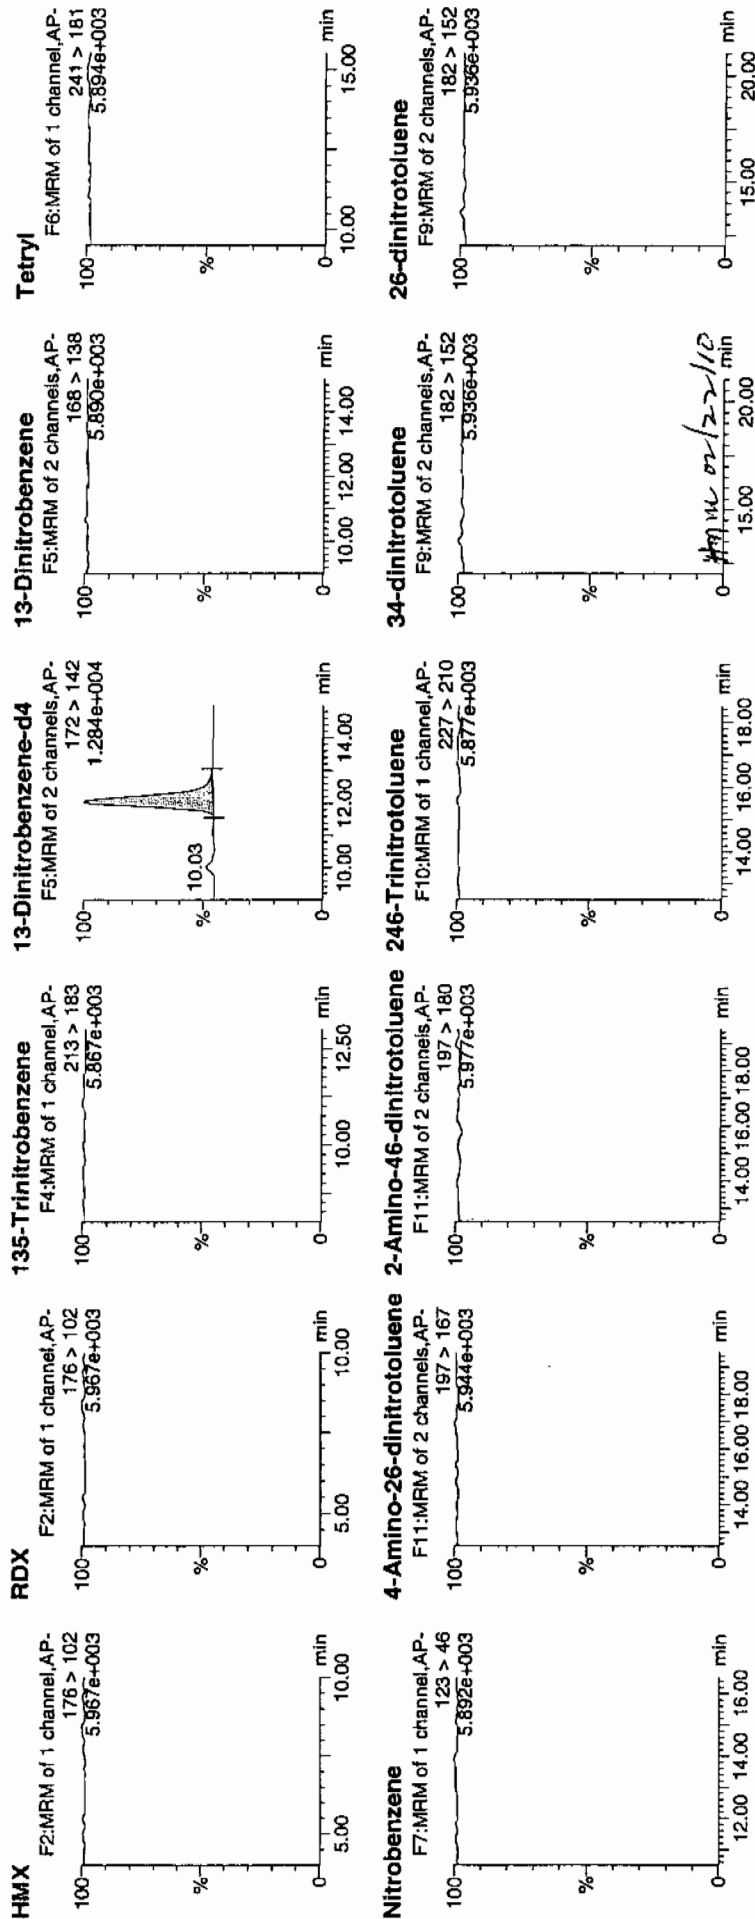 HMX
F2:MRM of 1 channel,AP-
176 > 102
5.967e+003
100
%
0
5.00
10.00
min
RDX
F2:MRM of 1 channel,AP-
176 > 102
5.967e+003
100
%
0
5.00
10.00
min
135-Trinitrobenzene
F4:MRM of 1 channel,AP-
213 > 183
5.867e+003
100
%
0
10.00
12.50
min
13-Dinitrobenzene-d4
F5:MRM of 2 channels,AP-
172 > 142
1.284e+004
100
%
10.03
0
10.00
12.00
14.00
min
13-Dinitrobenzene
F5:MRM of 2 channels,AP-
168 > 138
5.890e+003
100
%
0
10.00
12.00
14.00
min
Tetryl
F6:MRM of 1 channel,AP-
241 > 181
5.894e+003
100
%
0
10.00
15.00
min
Nitrobenzene
F7:MRM of 1 channel,AP-
123 > 46
5.892e+003
100
%
0
12.00
14.00
16.00
min
4-Amino-26-dinitrotoluene
F11:MRM of 2 channels,AP-
197 > 167
5.944e+003
100
%
0
14.00
16.00
18.00
min
2-Amino-46-dinitrotoluene
F11:MRM of 2 channels,AP-
197 > 180
5.977e+003
100
%
0
14.00
16.00
18.00
min
246-Trinitrotoluene
F10:MRM of 1 channel,AP-
227 > 210
5.877e+003
100
%
0
14.00
16.00
18.00
min
34-dinitrotoluene
F9:MRM of 2 channels,AP-
182 > 152
5.936e+003
100
%
02/22/10
0
15.00
20.00
min
26-dinitrotoluene
F9:MRM of 2 channels,AP-
182 > 152
5.936e+003
100
%
0
15.00
20.00
min